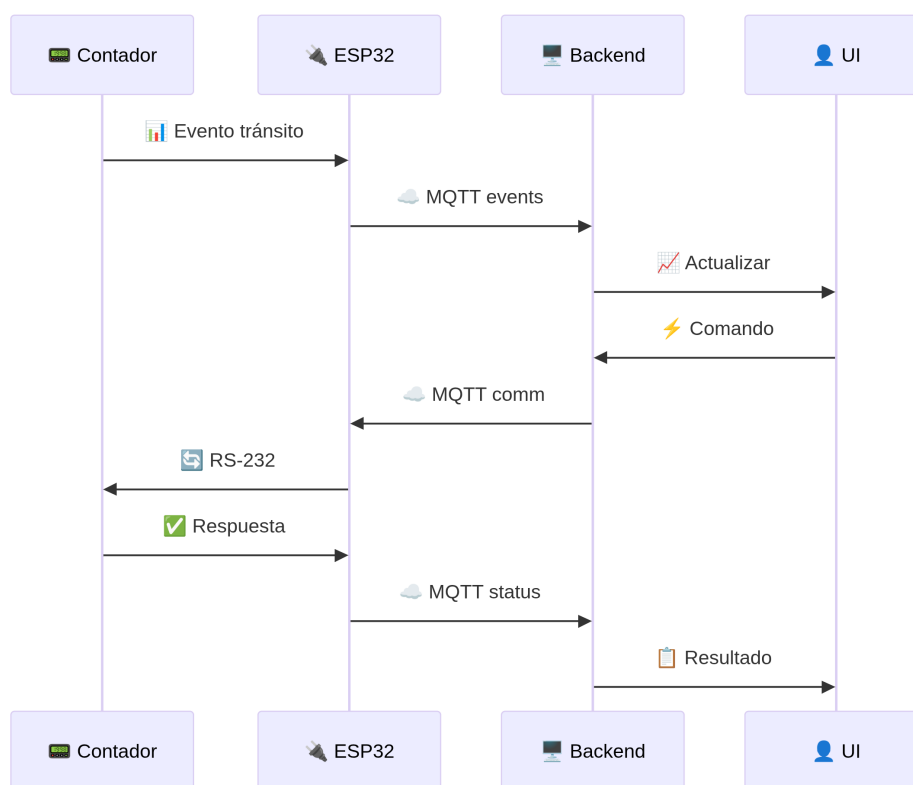 📟 Contador
🔌 ESP32
🖥️ Backend
👤 UI
📊 Evento tránsito
☁️ MQTT events
📈 Actualizar
⚡ Comando
☁️ MQTT comm
🔄 RS-232
✅ Respuesta
☁️ MQTT status
📋 Resultado
📟 Contador
🔌 ESP32
🖥️ Backend
👤 UI